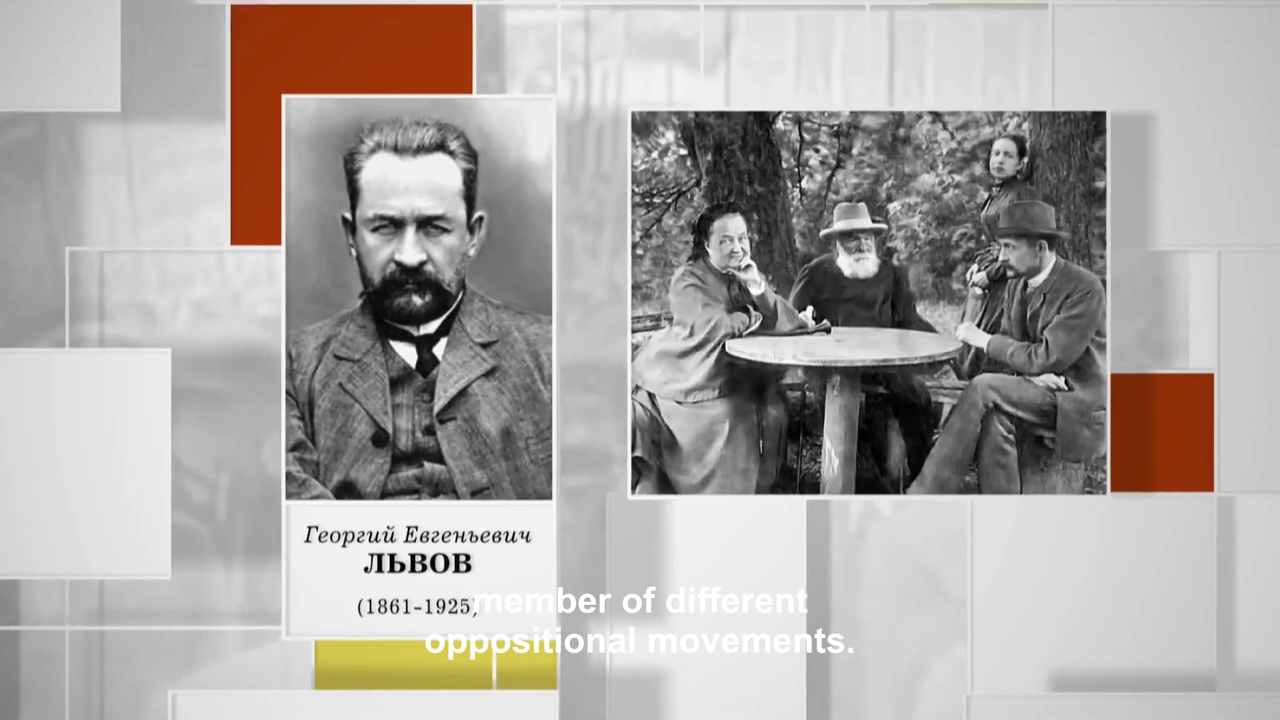 Георгий Евгеньевич
ЛЬВОВ
(1861–1925)
member of different
oppositional movements.